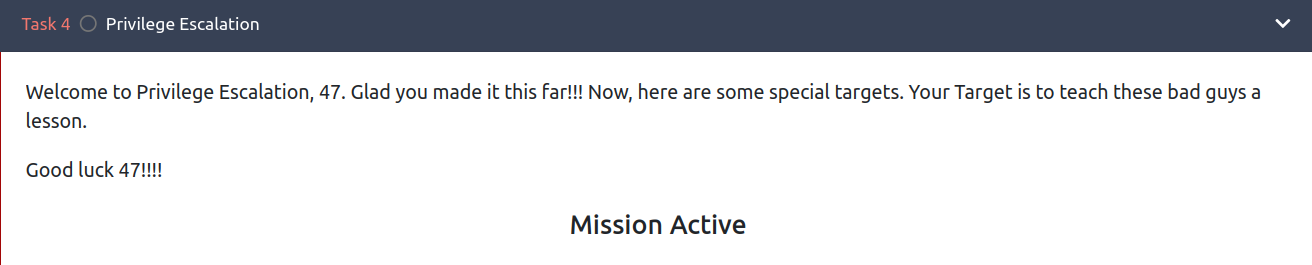 Task 4 Privilege Escalation
Welcome to Privilege Escalation, 47. Glad you made it this far!!! Now, here are some special targets. Your Target is to teach these bad guys a
lesson.
Good luck 47!!!!
Mission Active